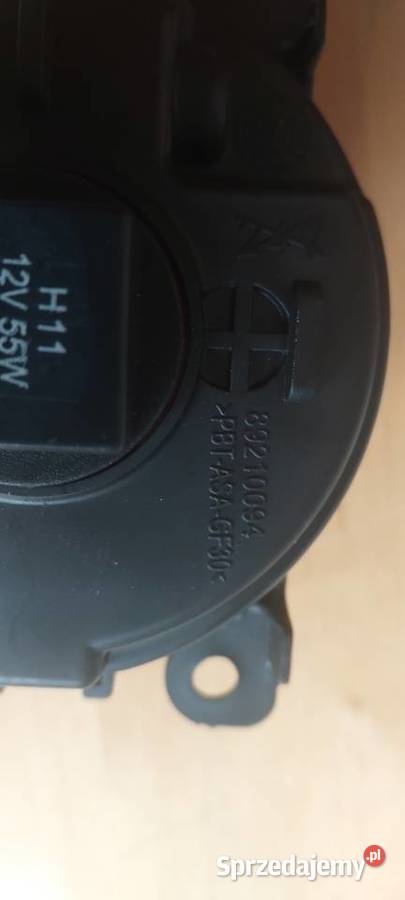 H11
12V 55W
89210094
>PBT-ASA-GF30<
Sprzedajemy.pl